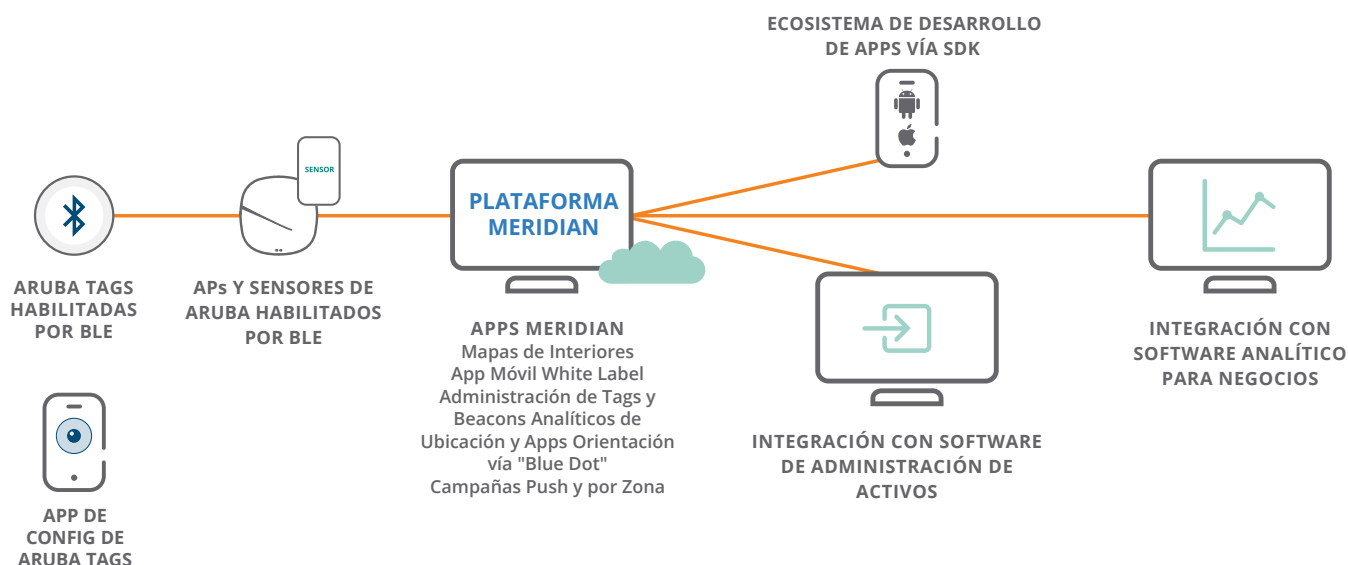 ECOSISTEMA DE DESARROLLO
DE APPS VÍA SDK
SENSOR
PLATAFORMA
MERIDIAN
ARUBA TAGS
HABILITADAS
POR BLE
APs Y SENSORES DE
ARUBA HABILITADOS
POR BLE
APPS MERIDIAN
Mapas de Interiores
App Móvil White Label
Administración de Tags y
Beacons Analíticos de
Ubicación y Apps Orientación
vía "Blue Dot"
Campañas Push y por Zona
INTEGRACIÓN CON
SOFTWARE ANALÍTICO
PARA NEGOCIOS
INTEGRACIÓN CON SOFTWARE
DE ADMINISTRACIÓN DE
ACTIVOS
APP DE
CONFIG DE
ARUBA TAGS